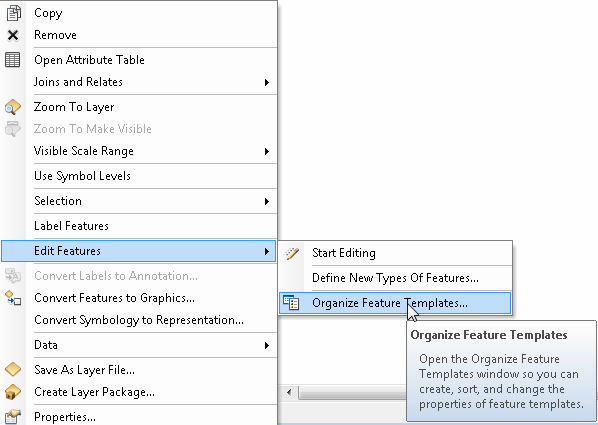 Copy
Remove
Open Attribute Table
Joins and Relates
Zoom To Layer
Zoom To Make Visible
Visible Scale Range
Use Symbol Levels
Selection
Label Features
Edit Features
Start Editing
Define New Types Of Features...
Organize Feature Templates...
Convert Labels to Annotation...
Convert Features to Graphics...
Convert Symbology to Representation...
Data
Save As Layer File...
Create Layer Package...
Properties...
Organize Feature Templates
Open the Organize Feature
Templates window so you can
create, sort, and change the
properties of feature templates.